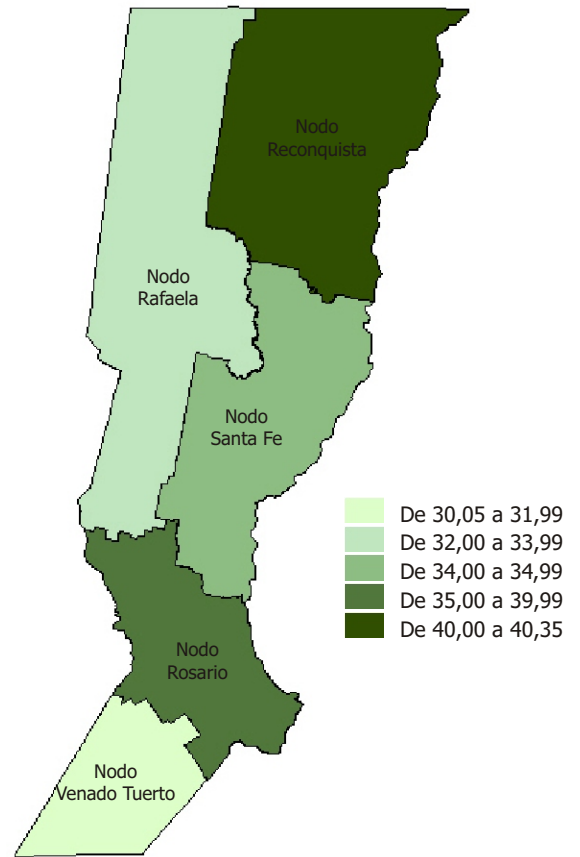 Nodo
Reconquista
Nodo
Rafaela
Nodo
Santa Fe
De 30,05 a 31,99
De 32,00 a 33,99
De 34,00 a 34,99
De 35,00 a 39,99
De 40,00 a 40,35
Nodo
Rosario
Nodo
Venado Tuerto